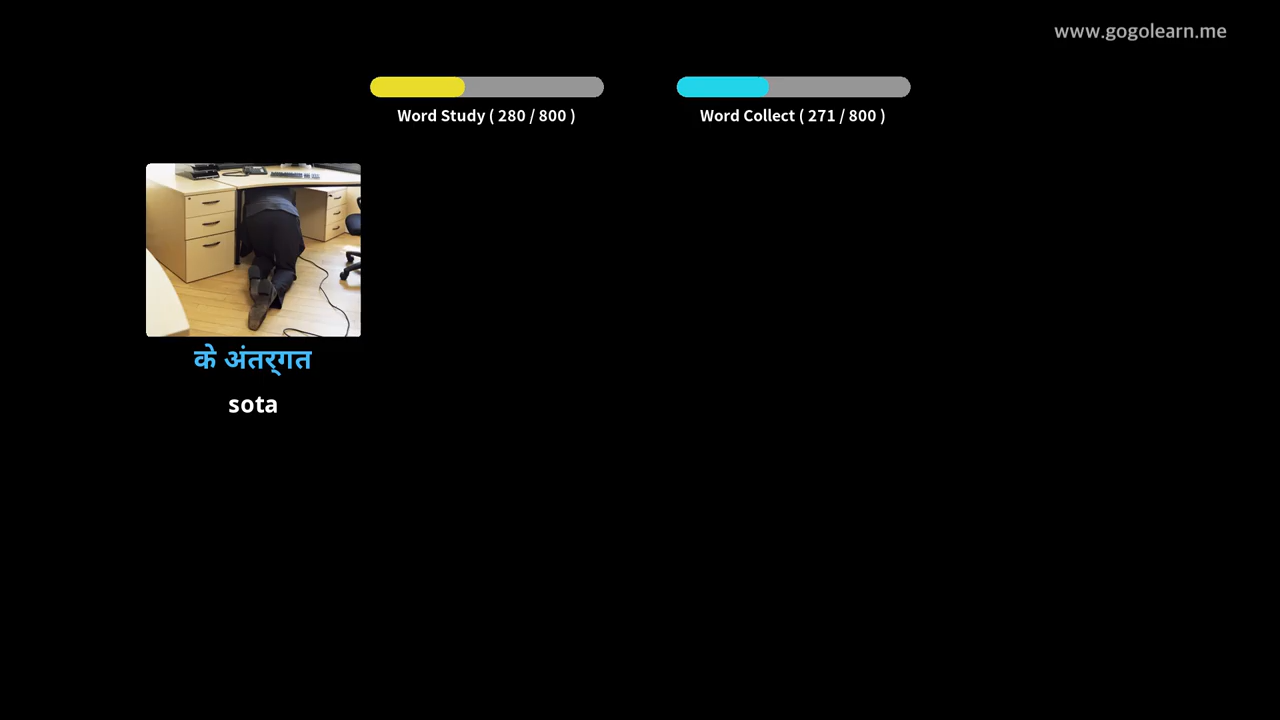 www.gogolearn.me
Word Study ( 280 / 800 )
Word Collect ( 271 / 800 )
के अंतर्गत
sota